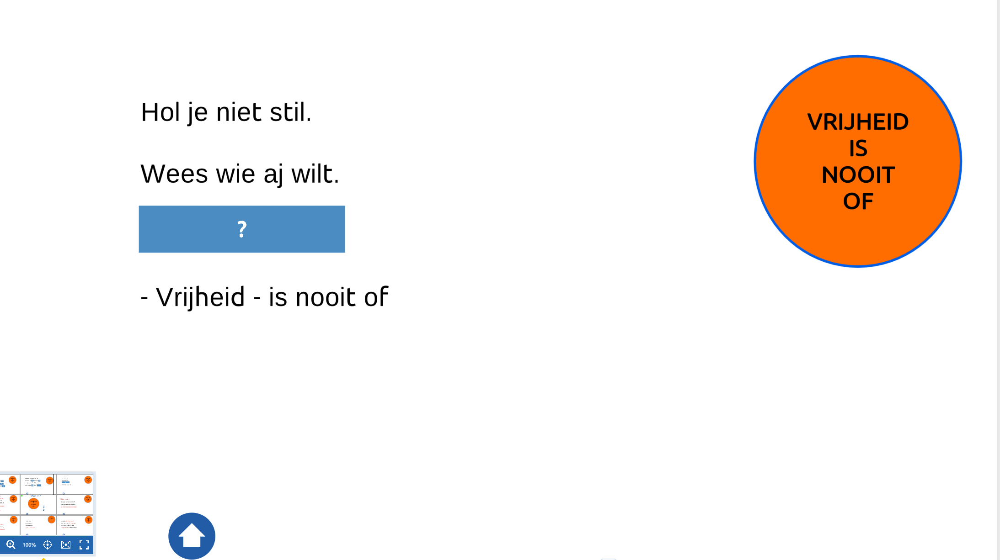 Hol je niet stil.
Wees wie aj wilt.
?
- Vrijheid - is nooit of
VRIJHEID
IS
NOOIT
OF
100%